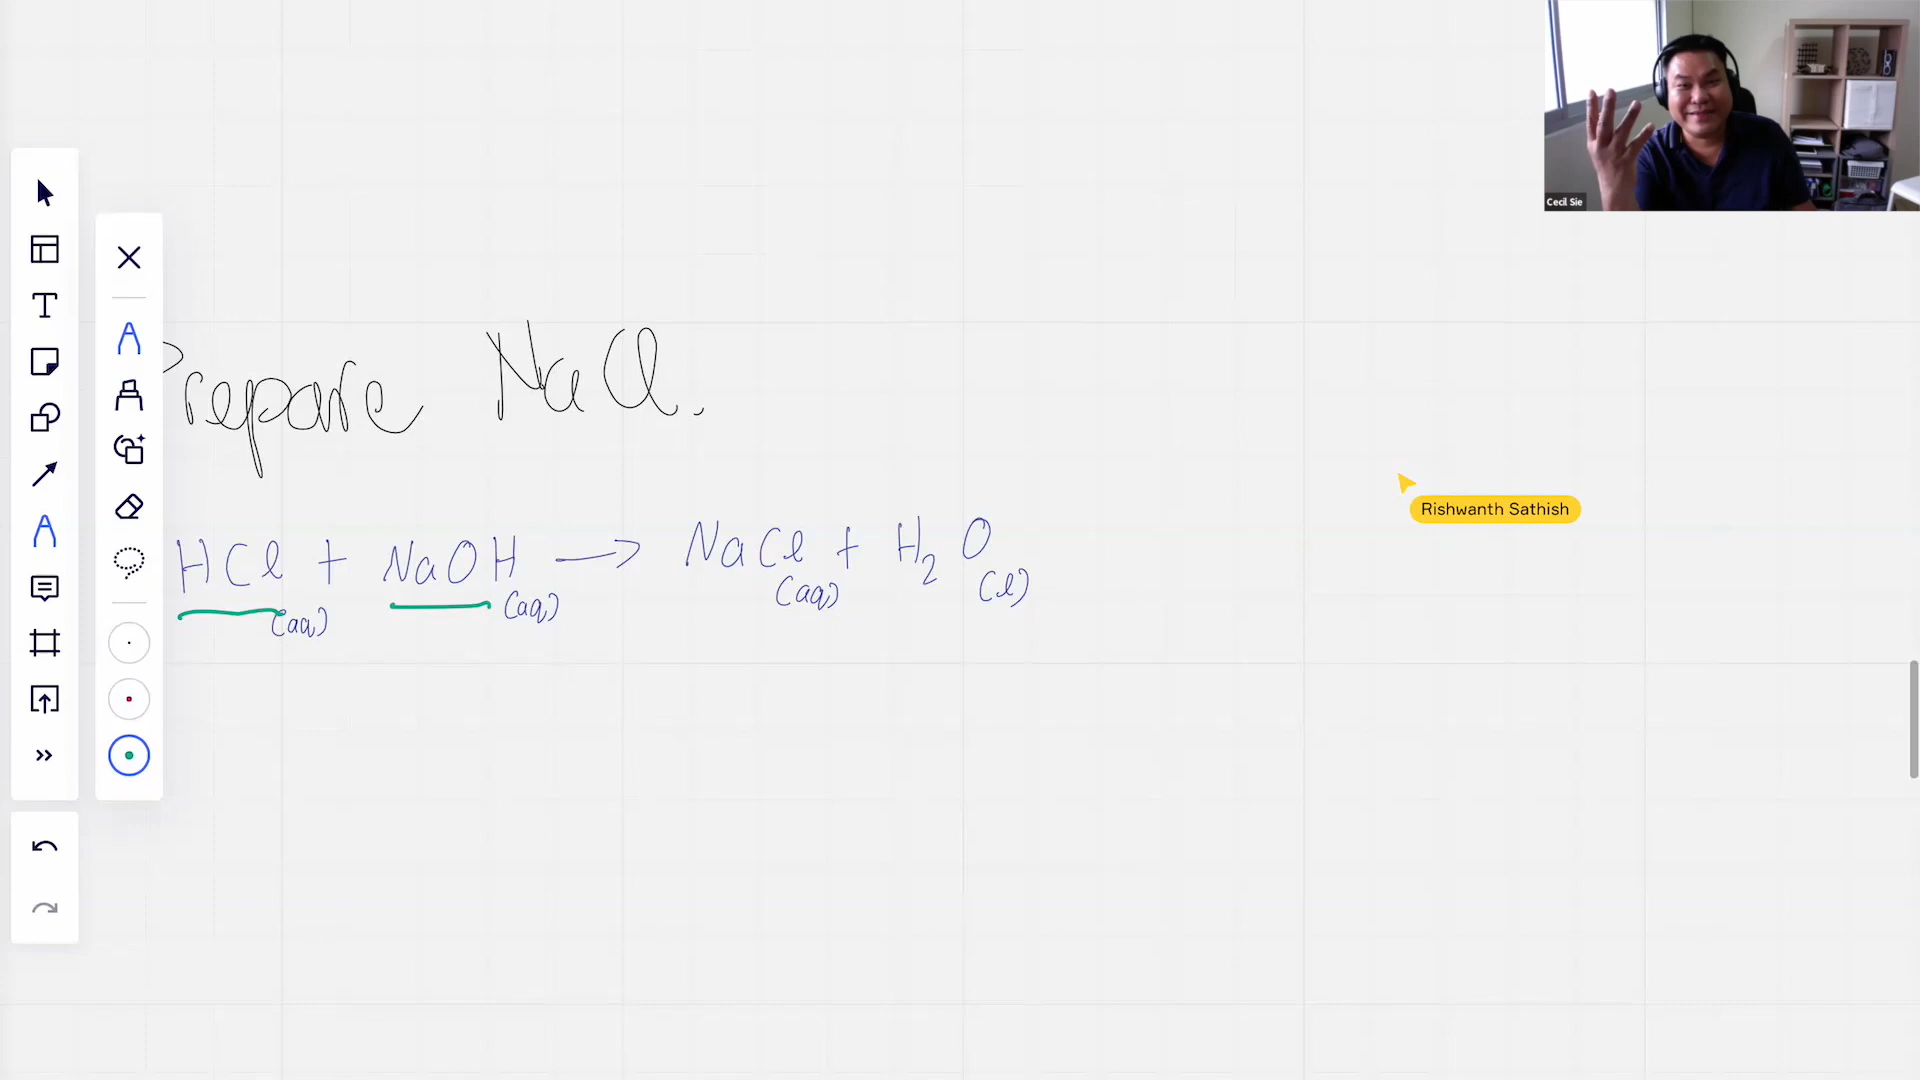 Cecil Sie
Prepare NaCl.
Rishwanth Sathish
HCl(aq) + NaOH(aq) → NaCl(aq) + H2O(l)